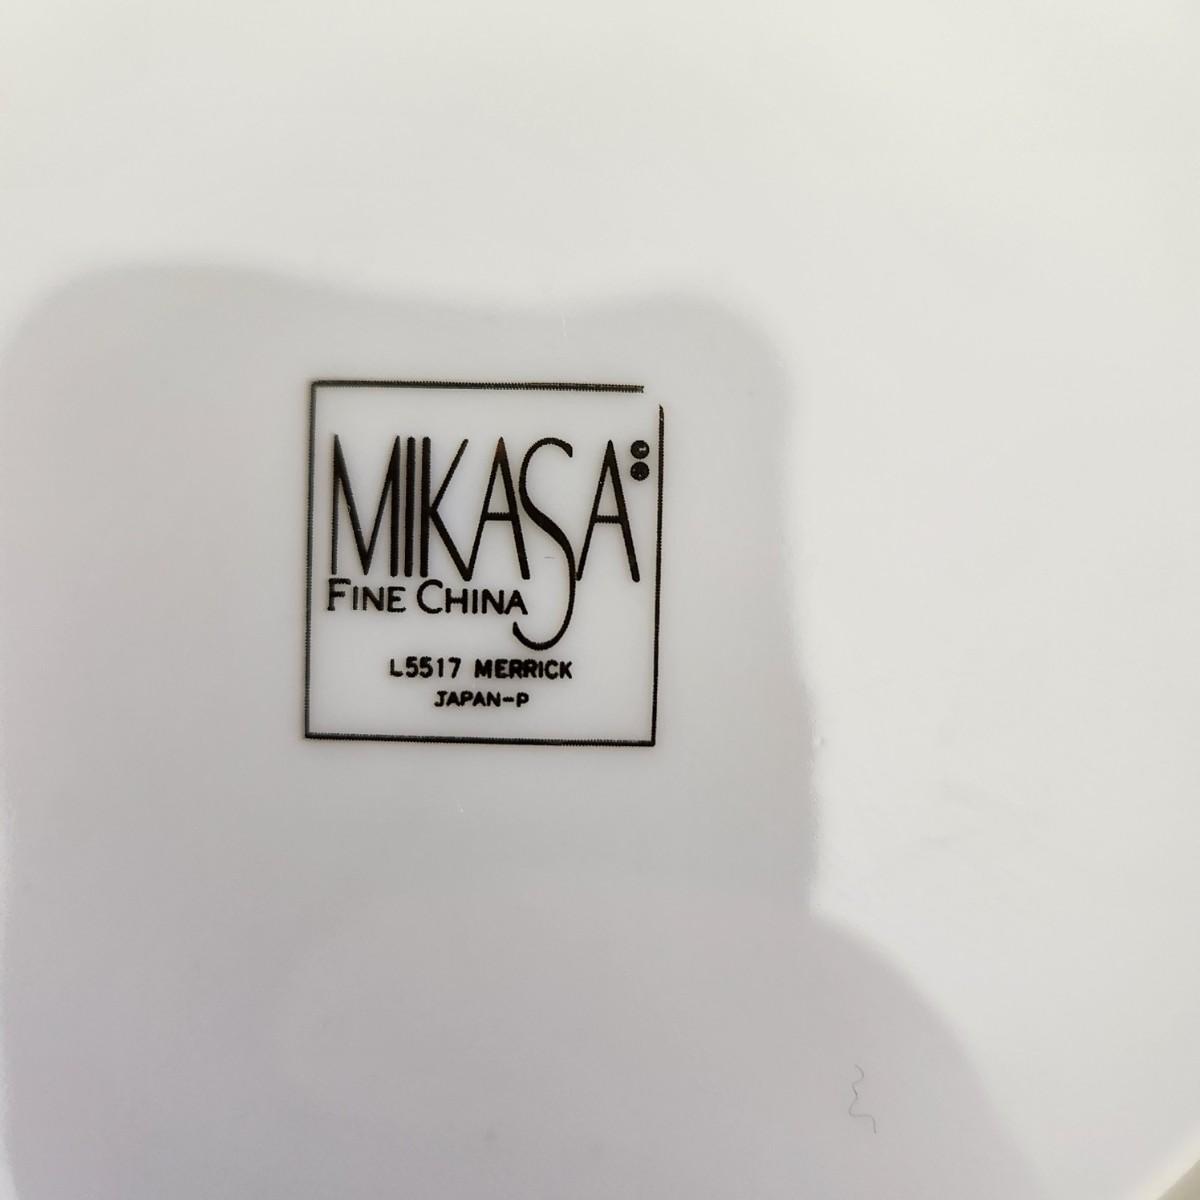 MIKASA
FINE CHINA
L5517 MERRICK
JAPAN-P